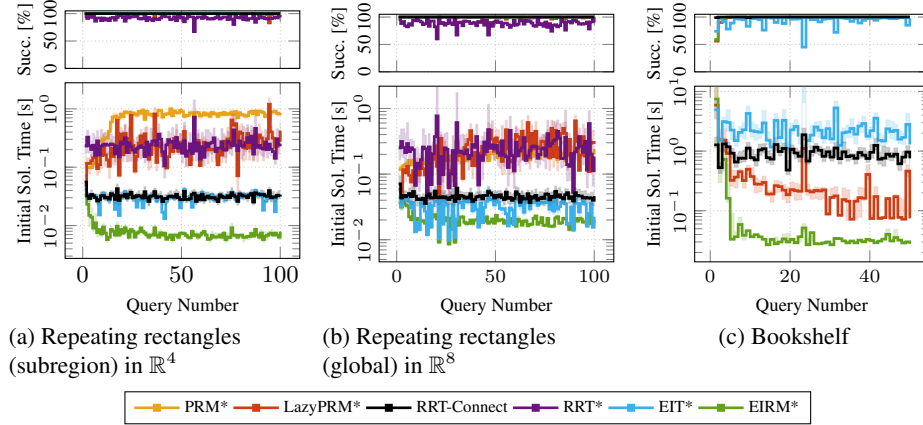 Succ. [%]
100
50
0
Initial Sol. Time [s]
10^0
10^-1
10^-2
0
50
100
Query Number
(a) Repeating rectangles
(subregion) in ℝ^4
Succ. [%]
100
50
0
Initial Sol. Time [s]
10^0
10^-1
10^-2
10^-2
0
50
100
Query Number
(b) Repeating rectangles
(global) in ℝ^8
Succ. [%]
100
50
0
Initial Sol. Time [s]
10^1
10^0
10^-1
0
20
40
Query Number
(c) Bookshelf
PRM* LazyPRM* RRT-Connect RRT* EIT* EIRM*